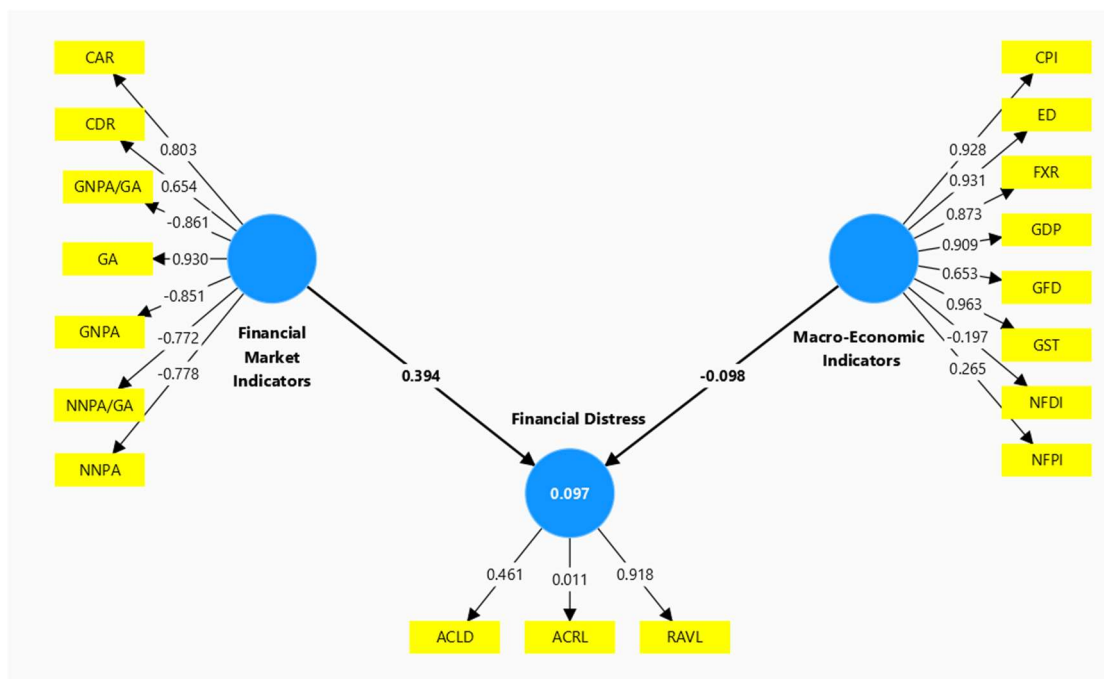 CAR
CDR
GNPA/GA
GA
GNPA
NNPA/GA
NNPA
0.803
0.654
-0.861
0.930
-0.851
-0.772
-0.778
Financial
Market
Indicators
0.394
CPI
ED
FXR
GDP
GFD
GST
NFDI
NFPI
0.928
0.931
0.873
0.909
0.653
0.963
-0.197
0.265
Macro-Economic
Indicators
-0.098
Financial Distress
0.097
0.461
0.011
0.918
ACLD
ACRL
RAVL